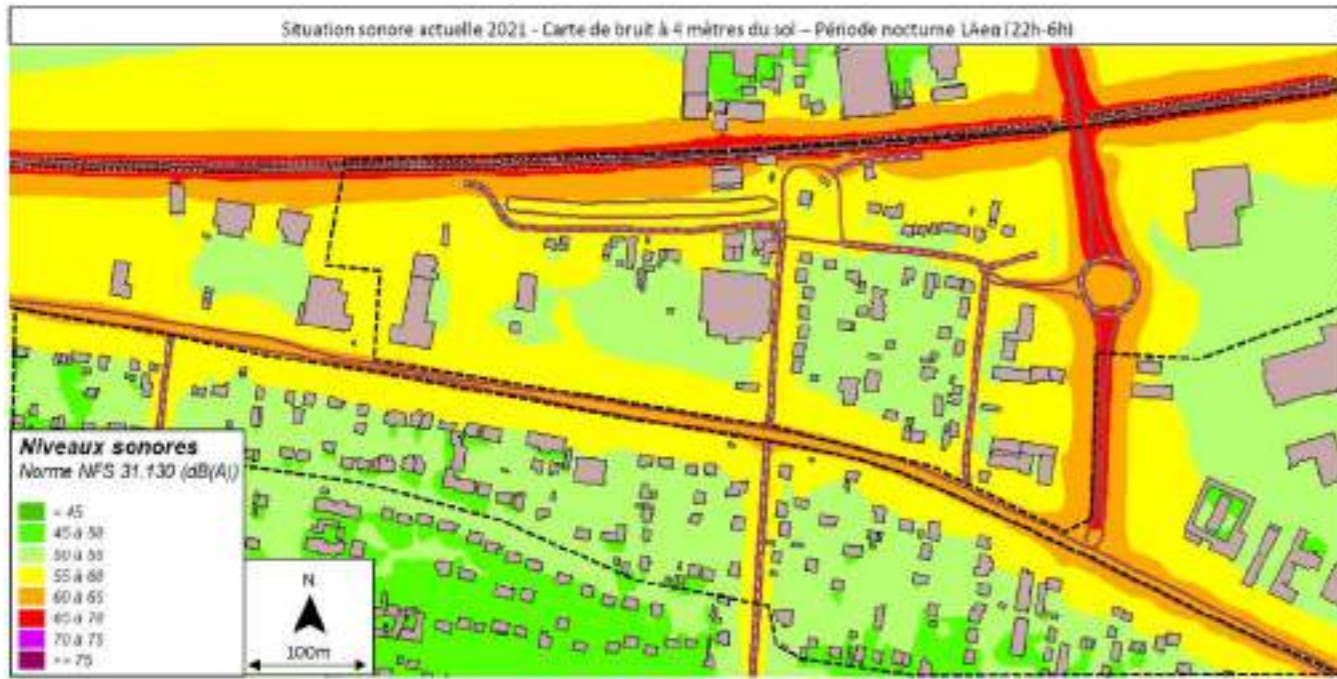 Situation sonore actuelle 2021 - Carte de bruit à 4 mètres du sol – Période nocturne LAeq (22h-6h)
Niveaux sonores
Norme NFS 31.130 (dB(A))
< 45
45 à 50
50 à 55
55 à 60
60 à 65
65 à 70
70 à 75
>= 75
N
100m